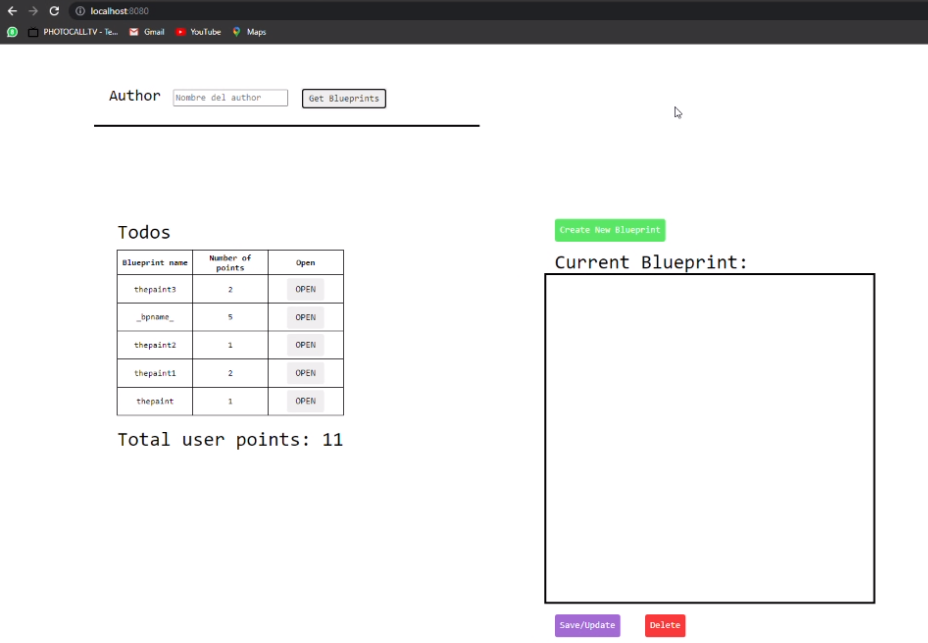 localhost:8080
PHOTOCALL.TV - Te... Gmail YouTube Maps
Author Nombre del author Get Blueprints
Todos
Create New Blueprint
Current Blueprint:
Blueprint name Number of points Open
thepaint3 2 OPEN
_bpname_ 5 OPEN
thepaint2 1 OPEN
thepaint1 2 OPEN
thepaint 1 OPEN
Total user points: 11
Save/Update Delete